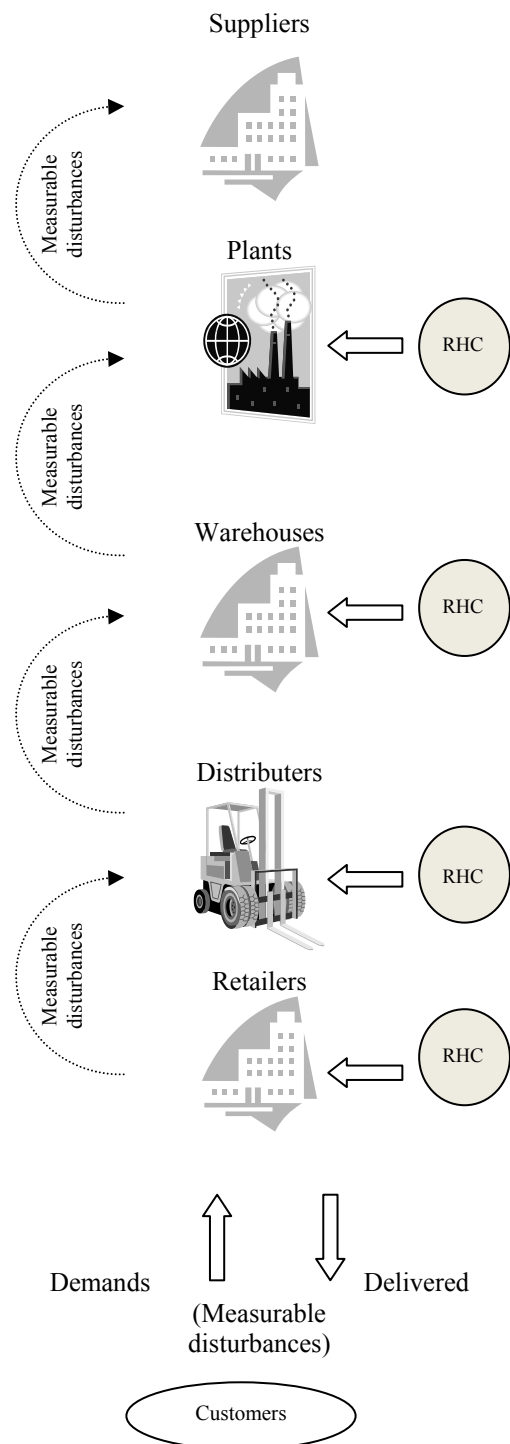 Suppliers
Measurable
disturbances
Plants
RHC
Measurable
disturbances
Warehouses
RHC
Measurable
disturbances
Distributers
RHC
Measurable
disturbances
Retailers
RHC
Demands
Delivered
(Measurable
disturbances)
Customers